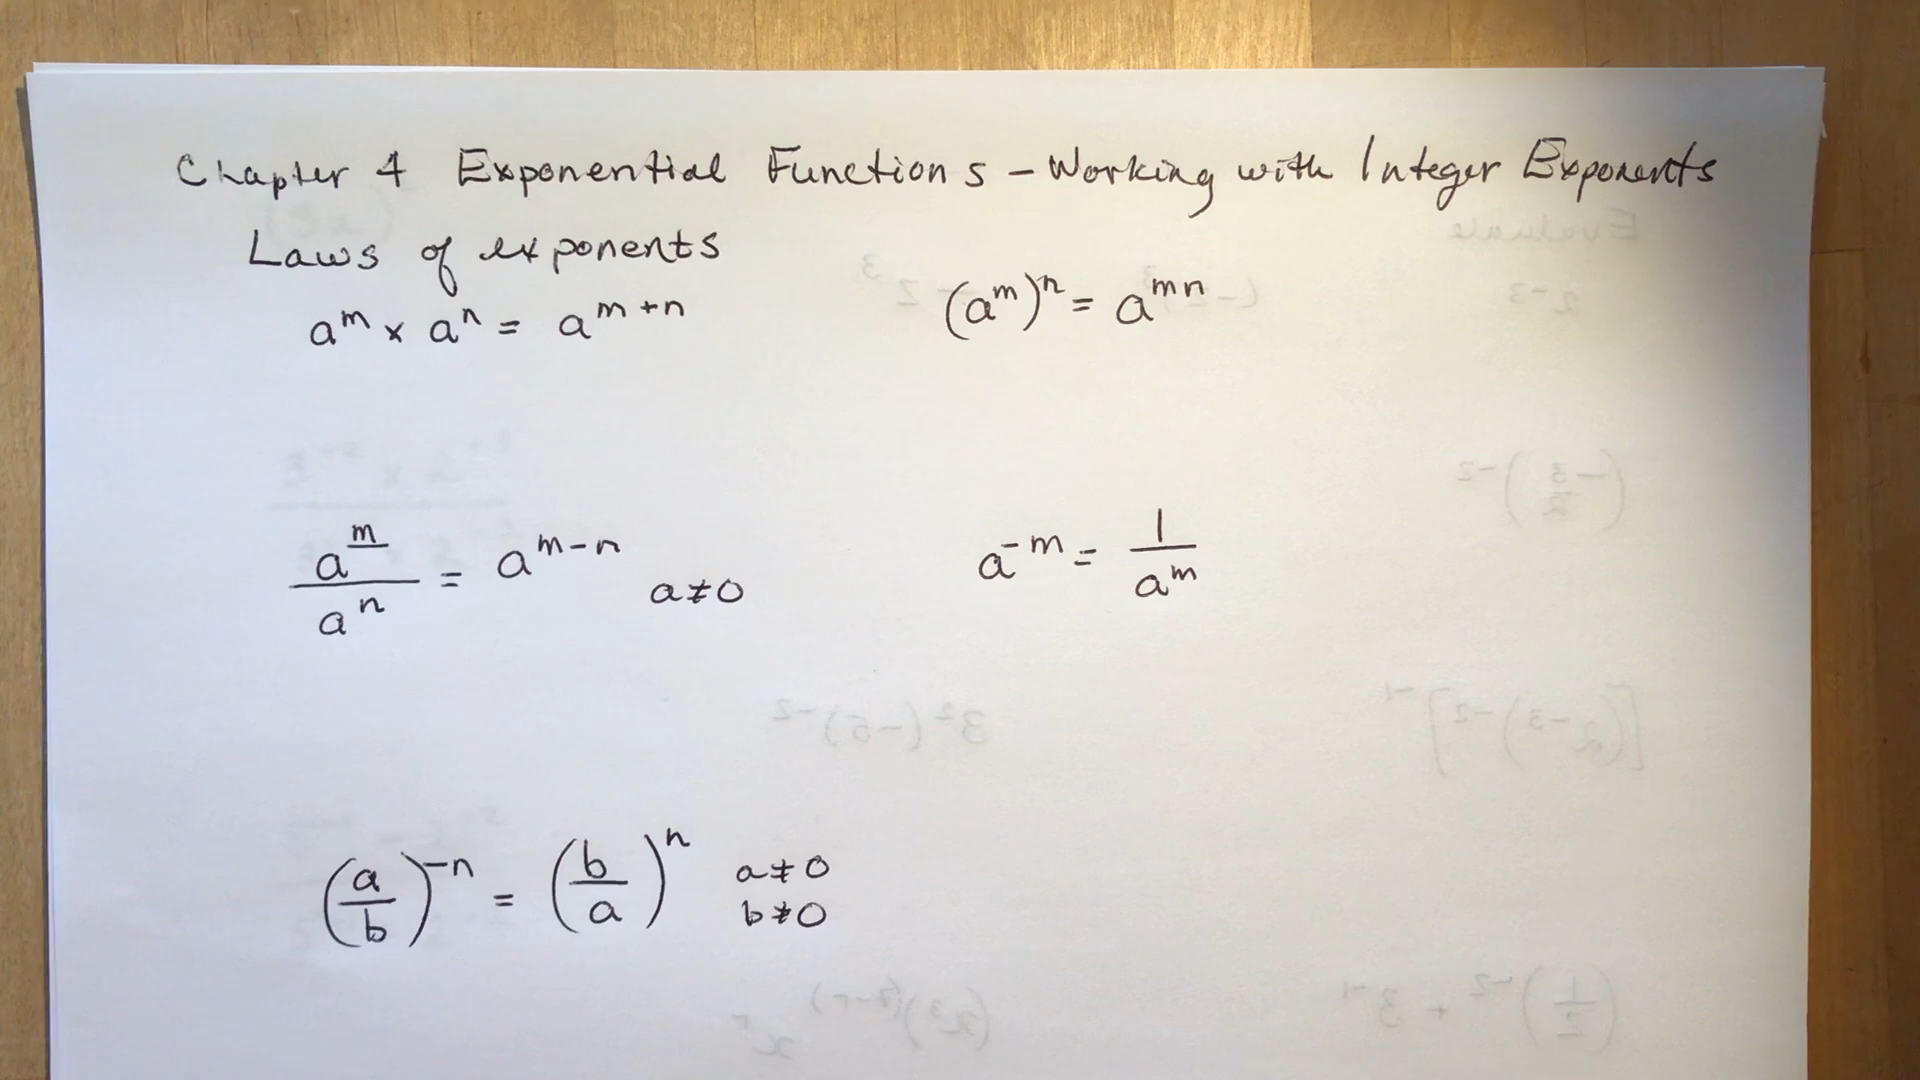 Chapter 4 Exponential Functions - Working with Integer Exponents
Laws of exponents
a^m × a^n = a^(m+n)
(a^m)^n = a^(mn)
a^m / a^n = a^(m-n) a≠0
a^(-m) = 1 / a^m
(a/b)^(-n) = (b/a)^n a≠0
b≠0